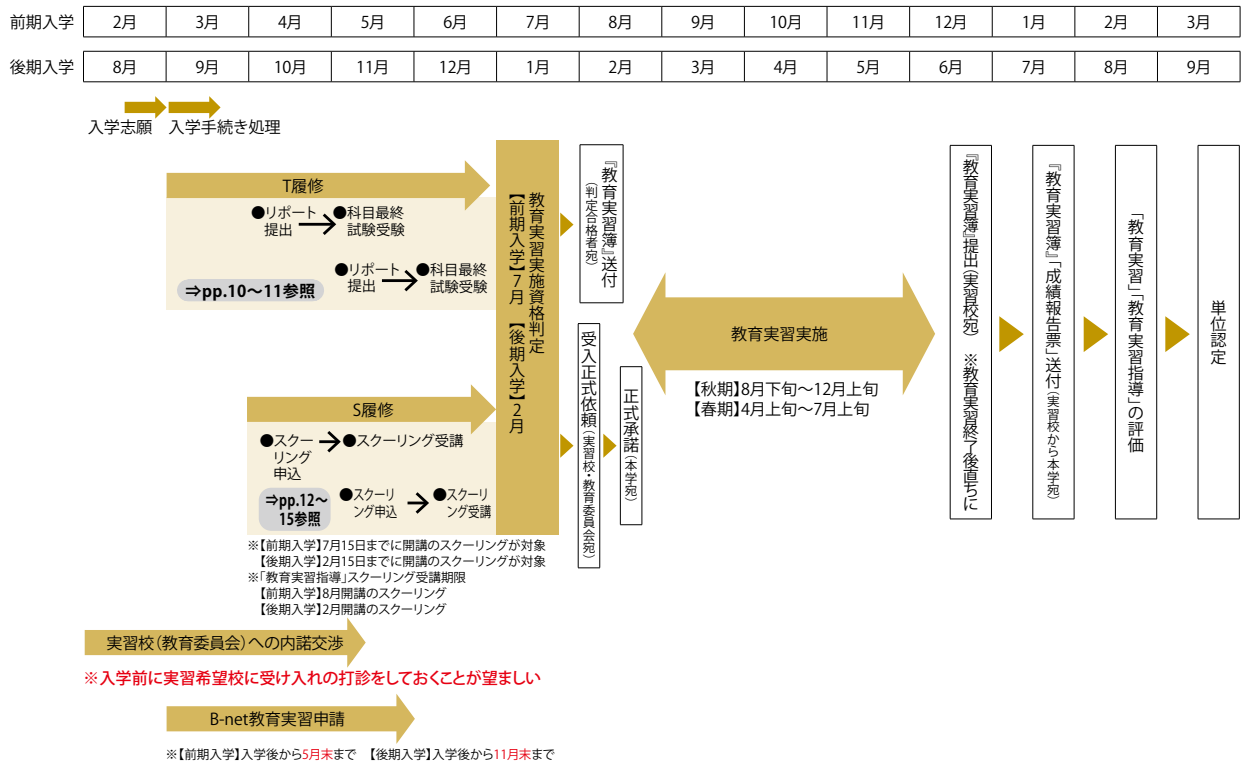 前期入学 2月 3月 4月 5月 6月 7月 8月 9月 10月 11月 12月 1月 2月 3月
後期入学 8月 9月 10月 11月 12月 1月 2月 3月 4月 5月 6月 7月 8月 9月
入学志願 入学手続き処理
T履修
●リポート
提出
●科目最終
試験受験
●リポート
提出
●科目最終
試験受験
⇒pp.10〜11参照
S履修
●スクー
リング
申込
●スクーリング受講
⇒pp.12〜
15参照
●スクーリ
ング申込
●スクーリ
ング受講
※【前期入学】7月15日までに開講のスクーリングが対象
【後期入学】2月15日までに開講のスクーリングが対象
※「教育実習指導」スクーリング受講期限
【前期入学】8月開講のスクーリング
【後期入学】2月開講のスクーリング
教育実習実施資格判定
【前期入学】7月 【後期入学】2月
『教育実習簿』送付
(判定合格者宛)
受入正式依頼(実習校・教育委員会宛)
正式承諾(本学宛)
教育実習実施
【秋期】8月下旬〜12月上旬
【春期】4月上旬〜7月上旬
『教育実習簿』提出(実習校宛) ※教育実習終了後直ちに
『教育実習簿』「成績報告票」送付(実習校から本学宛)
「教育実習」「教育実習指導」の評価
単位認定
実習校(教育委員会)への内諾交渉
※入学前に実習希望校に受け入れの打診をしておくことが望ましい
B-net教育実習申請
※【前期入学】入学後から5月末まで 【後期入学】入学後から11月末まで